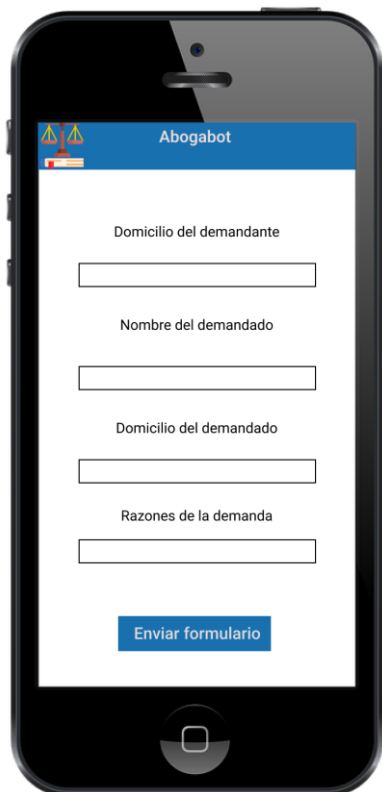 Abogabot
Domicilio del demandante
Nombre del demandado
Domicilio del demandado
Razones de la demanda
Enviar formulario